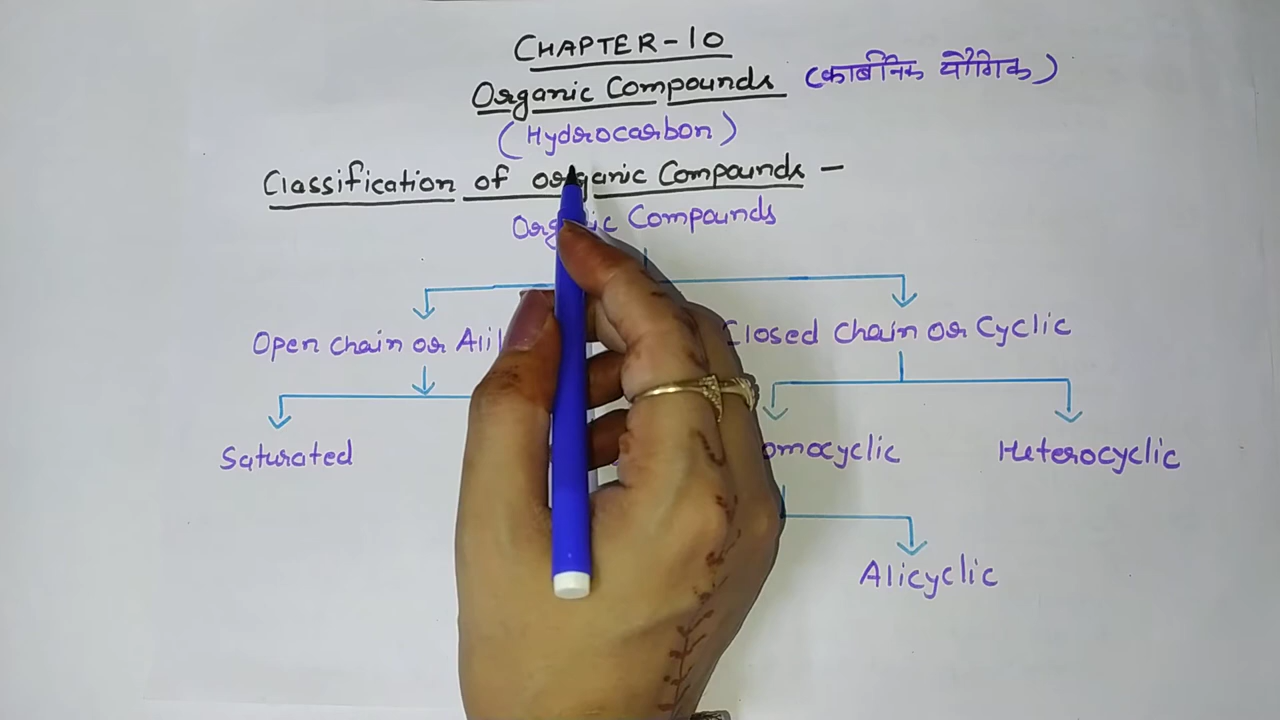 CHAPTER-10
Organic Compounds (कार्बनिक यौगिक)
(Hydrocarbon)
Classification of organic Compounds -
Compounds
Open chain or
Closed chain or Cyclic
Saturated
Heterocyclic
Alicyclic